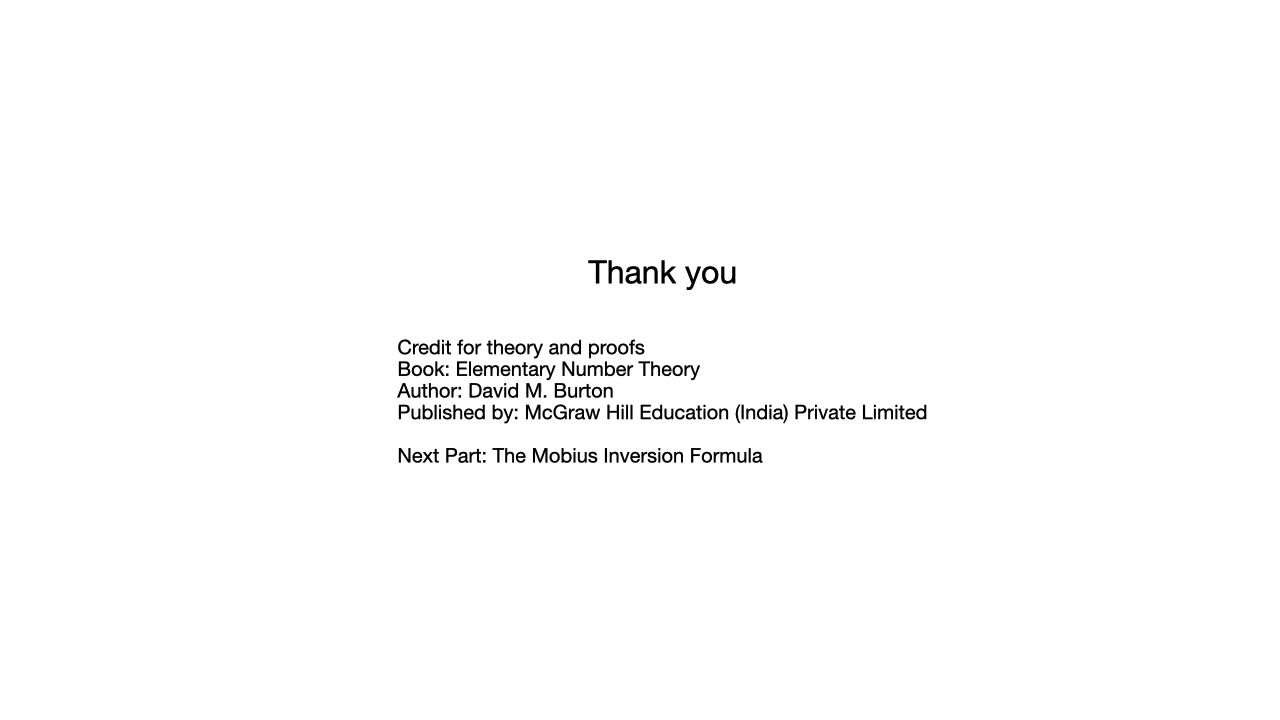 Thank you
Credit for theory and proofs
Book: Elementary Number Theory
Author: David M. Burton
Published by: McGraw Hill Education (India) Private Limited
Next Part: The Mobius Inversion Formula